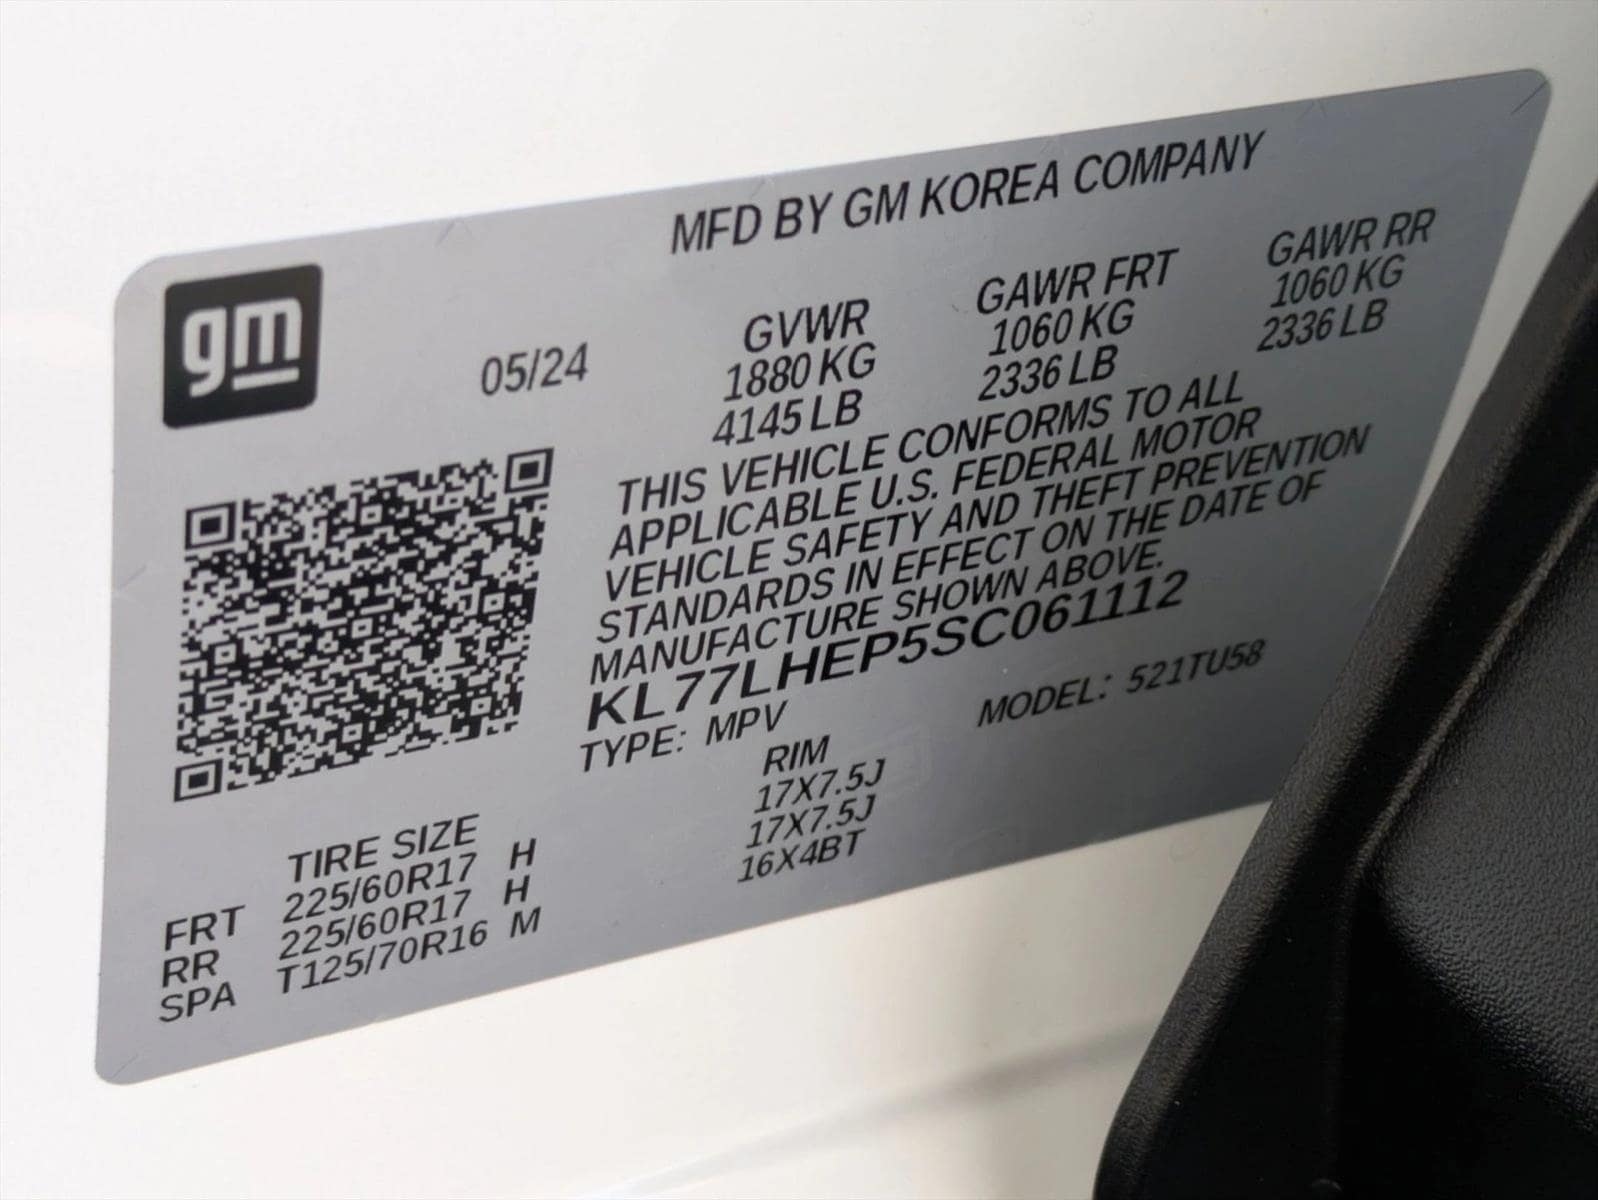 MFD BY GM KOREA COMPANY
gm
05/24
GVWR GAWR FRT GAWR RR
1880 KG 1060 KG 1060 KG
4145 LB 2336 LB 2336 LB
THIS VEHICLE CONFORMS TO ALL
APPLICABLE U.S. FEDERAL MOTOR
VEHICLE SAFETY AND THEFT PREVENTION
STANDARDS IN EFFECT ON THE DATE OF
MANUFACTURE SHOWN ABOVE.
KL77LHEP5SC061112
TYPE: MPV MODEL: 521TU58
TIRE SIZE RIM
FRT 225/60R17 H 17X7.5J
RR 225/60R17 H 17X7.5J
SPA T125/70R16 M 16X4BT